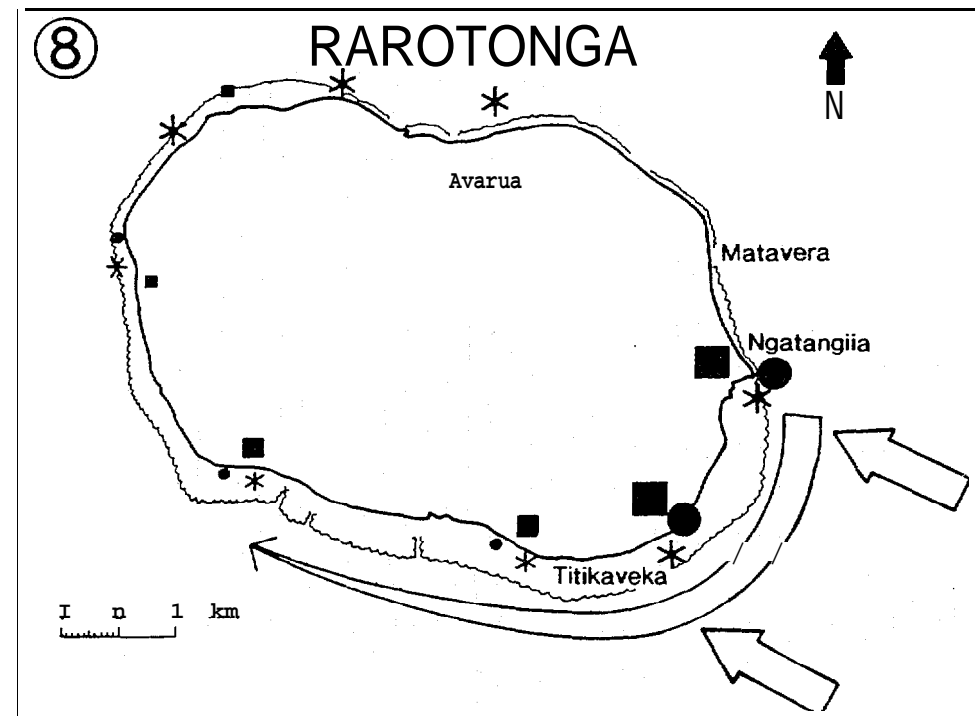 8
RAROTONGA
N
Avarua
Matavera
Ngatangiia
Titikaveka
I n 1 km